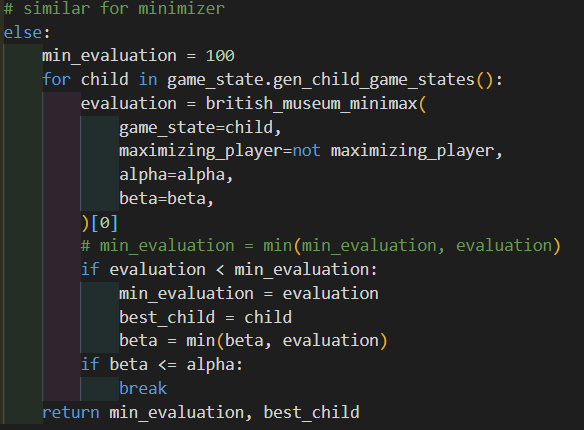 # similar for minimizer
else:
    min_evaluation = 100
    for child in game_state.gen_child_game_states():
        evaluation = british_museum_minimax(
            game_state=child,
            maximizing_player=not maximizing_player,
            alpha=alpha,
            beta=beta,
        )[0]
        # min_evaluation = min(min_evaluation, evaluation)
        if evaluation < min_evaluation:
            min_evaluation = evaluation
            best_child = child
            beta = min(beta, evaluation)
        if beta <= alpha:
            break
    return min_evaluation, best_child